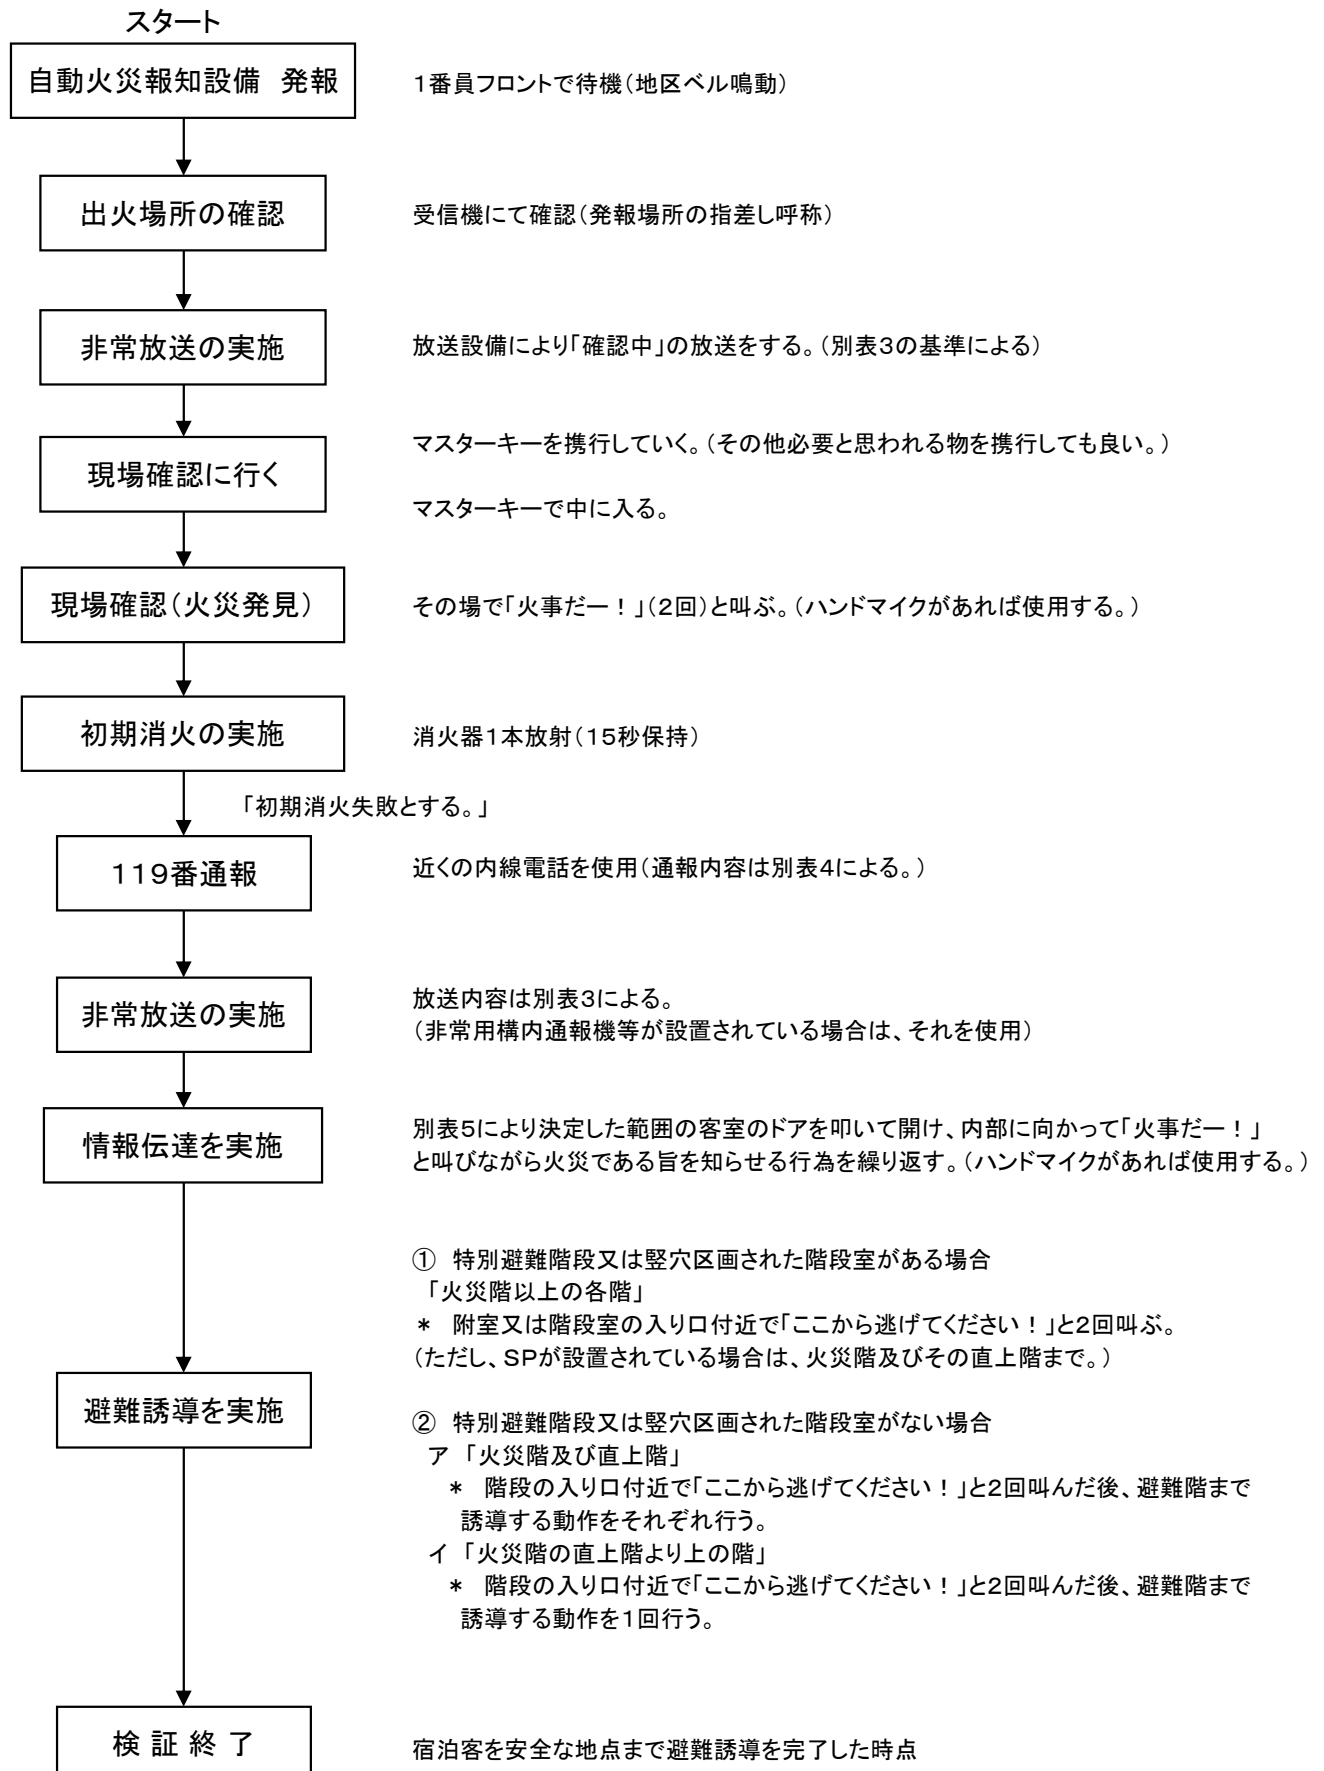 スタート
自動火災報知設備　発報
1番員フロントで待機（地区ベル鳴動）
出火場所の確認
受信機にて確認（発報場所の指差し呼称）
非常放送の実施
放送設備により「確認中」の放送をする。（別表3の基準による）
現場確認に行く
マスターキーを携行していく。（その他必要と思われる物を携行しても良い。）
マスターキーで中に入る。
現場確認（火災発見）
その場で「火事だー！」（2回）と叫ぶ。（ハンドマイクがあれば使用する。）
初期消火の実施
消火器1本放射（15秒保持）
「初期消火失敗とする。」
119番通報
近くの内線電話を使用（通報内容は別表4による。）
非常放送の実施
放送内容は別表3による。
（非常用構内通報機等が設置されている場合は、それを使用）
情報伝達を実施
別表5により決定した範囲の客室のドアを叩いて開け、内部に向かって「火事だー！」
と叫びながら火災である旨を知らせる行為を繰り返す。（ハンドマイクがあれば使用する。）
①　特別避難階段又は竪穴区画された階段室がある場合
「火災階以上の各階」
＊　附室又は階段室の入り口付近で「ここから逃げてください！」と2回叫ぶ。
（ただし、SPが設置されている場合は、火災階及びその直上階まで。）
避難誘導を実施
②　特別避難階段又は竪穴区画された階段室がない場合
ア　「火災階及び直上階」
＊　階段の入り口付近で「ここから逃げてください！」と2回叫んだ後、避難階まで
誘導する動作をそれぞれ行う。
イ　「火災階の直上階より上の階」
＊　階段の入り口付近で「ここから逃げてください！」と2回叫んだ後、避難階まで
誘導する動作を1回行う。
検 証 終 了
宿泊客を安全な地点まで避難誘導を完了した時点